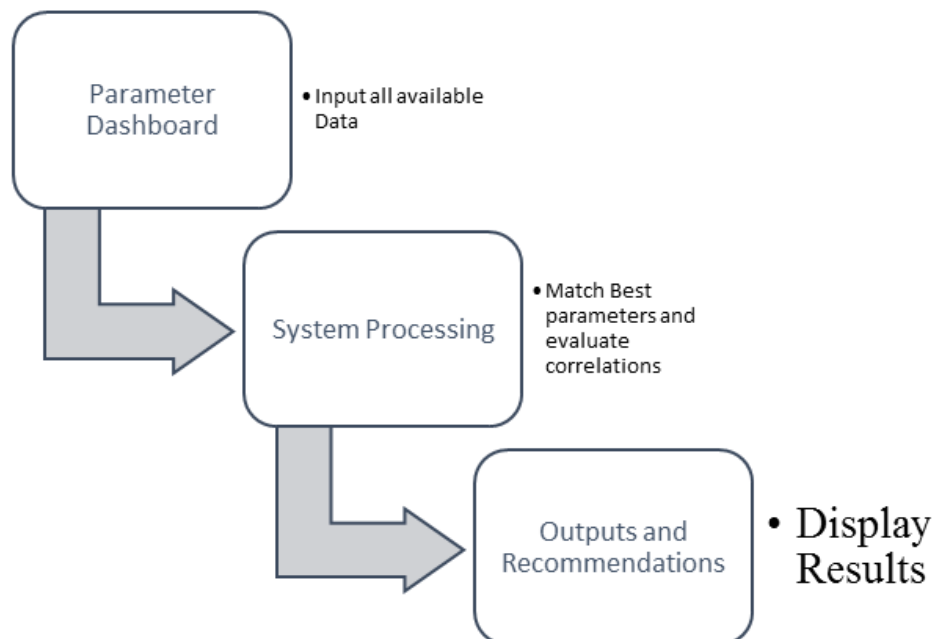 Parameter
Dashboard
• Input all available
Data
System Processing
• Match Best
parameters and
evaluate
correlations
Outputs and
Recommendations
• Display
Results